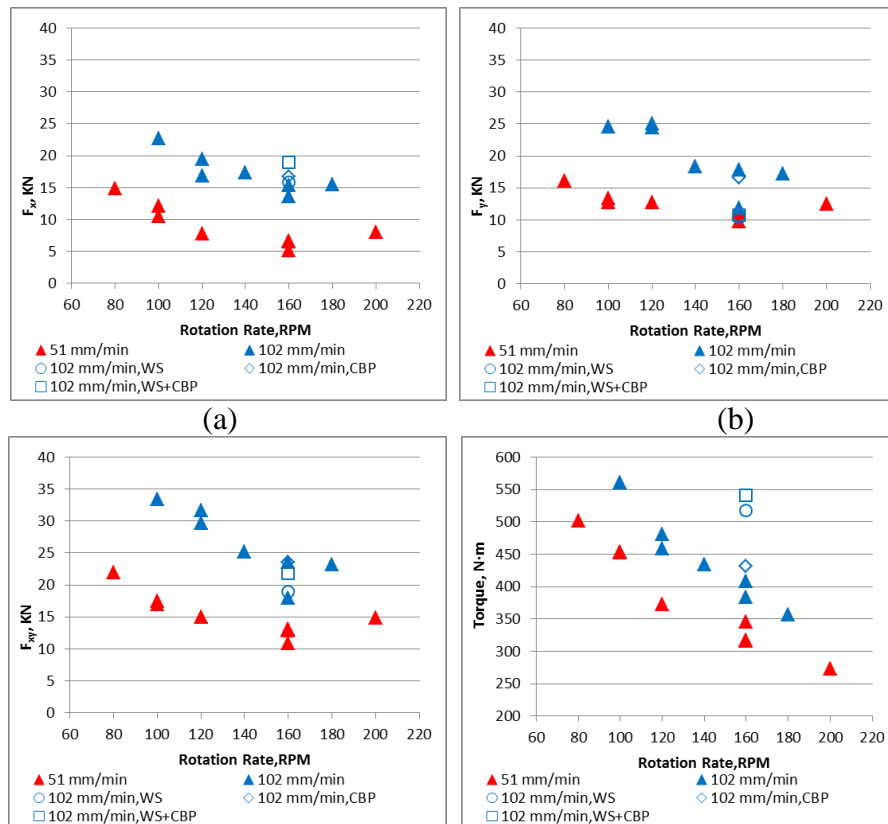 40
35
30
25
20
15
10
5
0
Fx, KN
60 80 100 120 140 160 180 200 220
Rotation Rate,RPM
51 mm/min
102 mm/min
102 mm/min,WS
102 mm/min,CBP
102 mm/min,WS+CBP
(a)
40
35
30
25
20
15
10
5
0
Fy, KN
60 80 100 120 140 160 180 200 220
Rotation Rate,RPM
51 mm/min
102 mm/min
102 mm/min,WS
102 mm/min,CBP
102 mm/min,WS+CBP
(b)
40
35
30
25
20
15
10
5
0
Fxy, KN
60 80 100 120 140 160 180 200 220
Rotation Rate,RPM
51 mm/min
102 mm/min
102 mm/min,WS
102 mm/min,CBP
102 mm/min,WS+CBP
600
550
500
450
400
350
300
250
200
Torque, N·m
60 80 100 120 140 160 180 200 220
Rotation Rate,RPM
51 mm/min
102 mm/min
102 mm/min,WS
102 mm/min,CBP
102 mm/min,WS+CBP